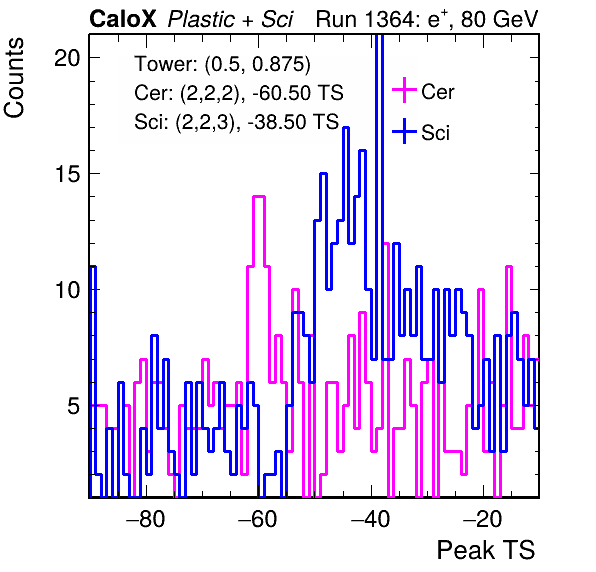 CaloX Plastic + Sci Run 1364: e⁺, 80 GeV
Tower: (0.5, 0.875)
Cer: (2,2,2), -60.50 TS
Sci: (2,2,3), -38.50 TS
Cer
Sci
Counts
20
15
10
5
−80 −60 −40 −20
Peak TS